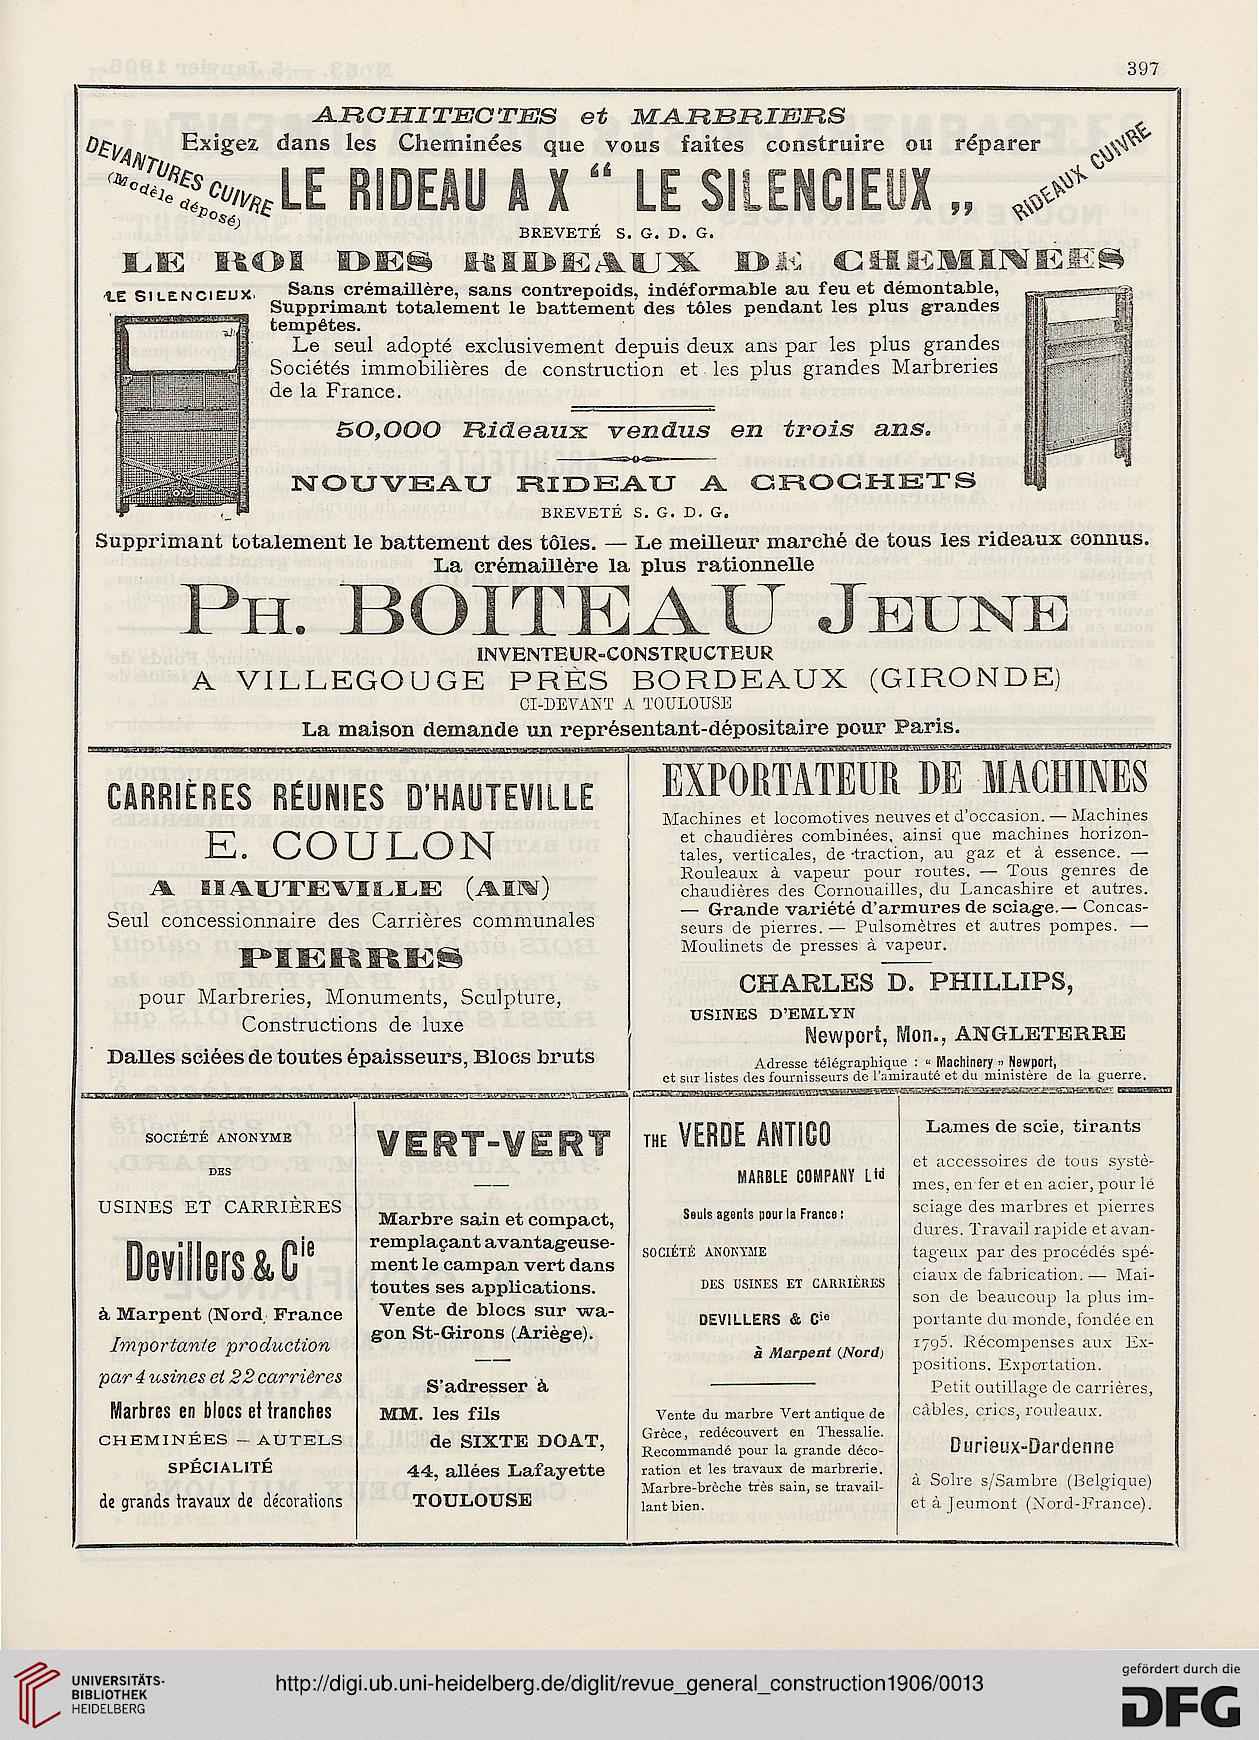 397
ARCHITECTES et MARBRIERS
Exigez dans les Cheminées que vous faites construire ou réparer
DEVANTURES CUIVRE
(Modèle déposé)
LE RIDEAU A X “ LE SILENCIEUX „
RIDEAUX CUIVRE
BREVETÉ S. G. D. G.
LE ROI DES RIDEAUX DE CHEMINÉES
LE SILENCIEUX.
Sans crémaillère, sans contrepoids, indéformable au feu et démontable,
Supprimant totalement le battement des tôles pendant les plus grandes
tempêtes.
Le seul adopté exclusivement depuis deux ans par les plus grandes
Sociétés immobilières de construction et les plus grandes Marbreries
de la France.
50,000 Rideaux vendus en trois ans.
NOUVEAU RIDEAU A CROCHETS
BREVETÉ S. G. D. G.
Supprimant totalement le battement des tôles. — Le meilleur marché de tous les rideaux connus.
La crémaillère la plus rationnelle
PH. BOITEAU JEUNE
INVENTEUR-CONSTRUCTEUR
A VILLEGOUGE PRÈS BORDEAUX (GIRONDE)
CI-DEVANT A TOULOUSE
La maison demande un représentant-dépositaire pour Paris.
CARRIÈRES RÉUNIES D'HAUTEVILLE
E. COULON
A HAUTEVILLE (AIN)
Seul concessionnaire des Carrières communales
PIERRES
pour Marbreries, Monuments, Sculpture,
Constructions de luxe
Dalles sciées de toutes épaisseurs, Blocs bruts
EXPORTATEUR DE MACHINES
Machines et locomotives neuves et d'occasion. — Machines
et chaudières combinées, ainsi que machines horizon-
tales, verticales, de traction, au gaz et à essence. —
Rouleaux à vapeur pour routes. — Tous genres de
chaudières des Cornouailles, du Lancashire et autres.
— Grande variété d'armures de sciage.— Concas-
seurs de pierres. — Pulsomètres et autres pompes. —
Moulinets de presses à vapeur.
CHARLES D. PHILLIPS,
USINES D'EMLYN
Newport, Mon., ANGLETERRE
Adresse télégraphique : “ Machinery „ Newport,
et sur listes des fournisseurs de l'amirauté et du ministère de la guerre.
SOCIÉTÉ ANONYME
DES
USINES ET CARRIÈRES
Devillers & Cie
à Marpent (Nord, France
Importante production
par 4 usines et 22 carrières
Marbres en blocs et tranches
CHEMINÉES — AUTELS
SPÉCIALITÉ
de grands travaux de décorations
VERT-VERT
Marbre sain et compact,
remplaçant avantageuse-
ment le campan vert dans
toutes ses applications.
Vente de blocs sur wa-
gon St-Girons (Ariège).
S'adresser à
MM. les fils
de SIXTE DOAT,
44, allées Lafayette
TOULOUSE
THE VERDE ANTICO
MARBLE COMPANY Ltd
Seuls agents pour la France :
SOCIÉTÉ ANONYME
DES USINES ET CARRIÈRES
DEVILLERS & Cie
à Marpent (Nord)
Vente du marbre Vert antique de
Grèce, redécouvert en Thessalie.
Recommandé pour la grande déco-
ration et les travaux de marbrerie.
Marbre-brèche très sain, se travail-
lant bien.
Lames de scie, tirants
et accessoires de tous systè-
mes, en fer et en acier, pour le
sciage des marbres et pierres
dures. Travail rapide et avan-
tageux par des procédés spé-
ciaux de fabrication. — Mai-
son de beaucoup la plus im-
portante du monde, fondée en
1795. Récompenses aux Ex-
positions. Exportation.
Petit outillage de carrières,
câbles, crics, rouleaux.
Durieux-Dardenne
à Solre s/Sambre (Belgique)
et à Jeumont (Nord-France).
UNIVERSITÄTS-
BIBLIOTHEK
HEIDELBERG
http://digi.ub.uni-heidelberg.de/diglit/revue_general_construction1906/0013
gefördert durch die
DFG